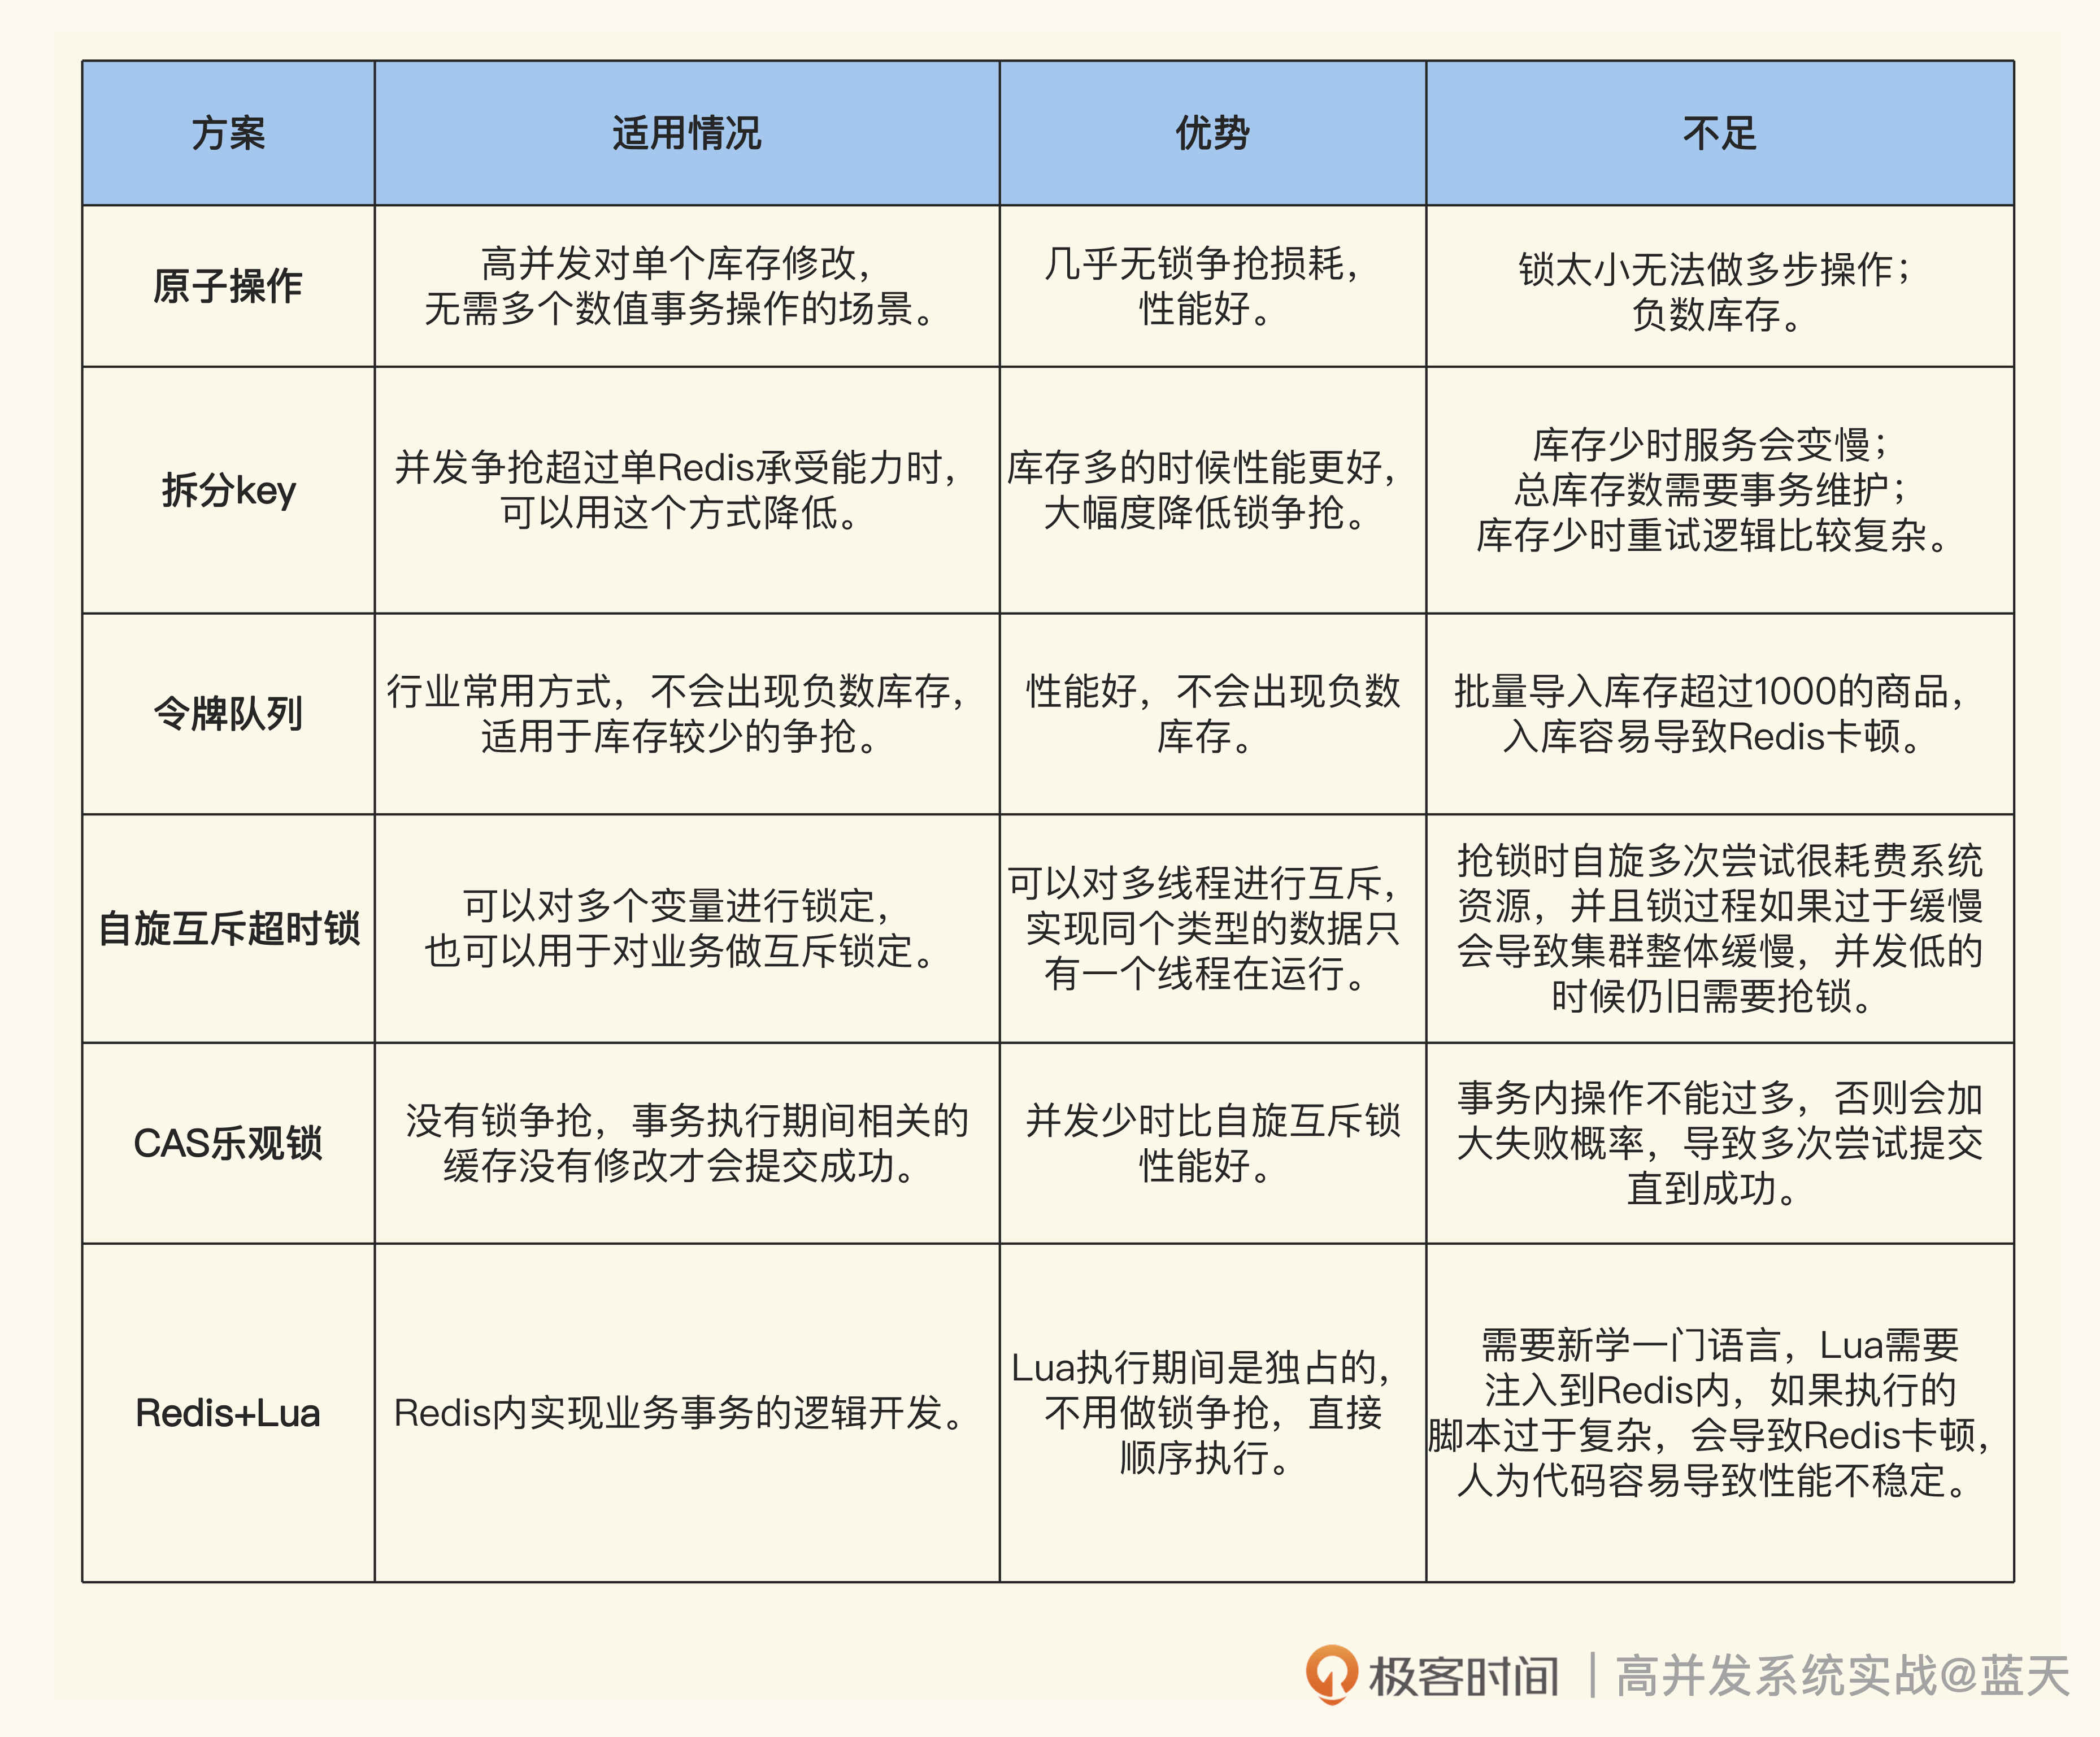 方案
适用情况
优势
不足
原子操作
高并发对单个库存修改，
无需多个数值事务操作的场景。
几乎无锁争抢损耗，
性能好。
锁太小无法做多步操作；
负数库存。
拆分key
并发争抢超过单Redis承受能力时，
可以用这个方式降低。
库存多的时候性能更好，
大幅度降低锁争抢。
库存少时服务会变慢；
总库存数需要事务维护；
库存少时重试逻辑比较复杂。
令牌队列
行业常用方式，不会出现负数库存，
适用于库存较少的争抢。
性能好，不会出现负数
库存。
批量导入库存超过1000的商品，
入库容易导致Redis卡顿。
自旋互斥超时锁
可以对多个变量进行锁定，
也可以用于对业务做互斥锁定。
可以对多线程进行互斥，
实现同个类型的数据只
有一个线程在运行。
抢锁时自旋多次尝试很耗费系统
资源，并且锁过程如果过于缓慢
会导致集群整体缓慢，并发低的
时候仍旧需要抢锁。
CAS乐观锁
没有锁争抢，事务执行期间相关的
缓存没有修改才会提交成功。
并发少时比自旋互斥锁
性能好。
事务内操作不能过多，否则会加
大失败概率，导致多次尝试提交
直到成功。
Redis+Lua
Redis内实现业务事务的逻辑开发。
Lua执行期间是独占的，
不用做锁争抢，直接
顺序执行。
需要新学一门语言，Lua需要
注入到Redis内，如果执行的
脚本过于复杂，会导致Redis卡顿，
人为代码容易导致性能不稳定。
极客时间｜高并发系统实战@蓝天